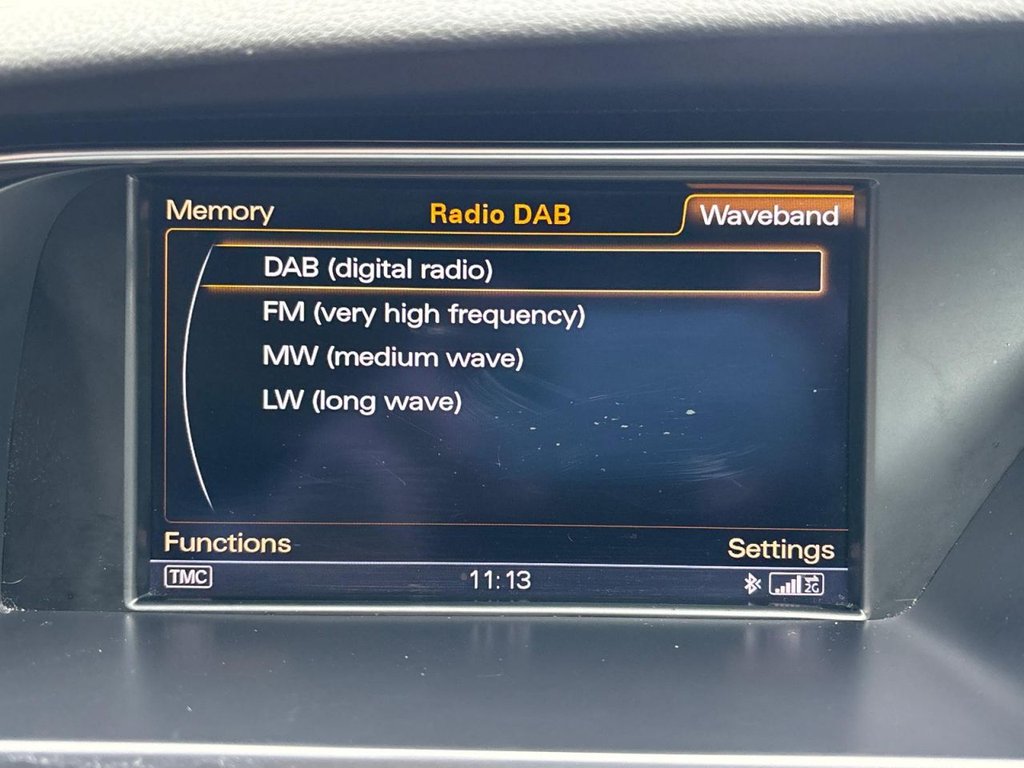 Memory Radio DAB Waveband
DAB (digital radio)
FM (very high frequency)
MW (medium wave)
LW (long wave)
Functions Settings
TMC 11:13 2G